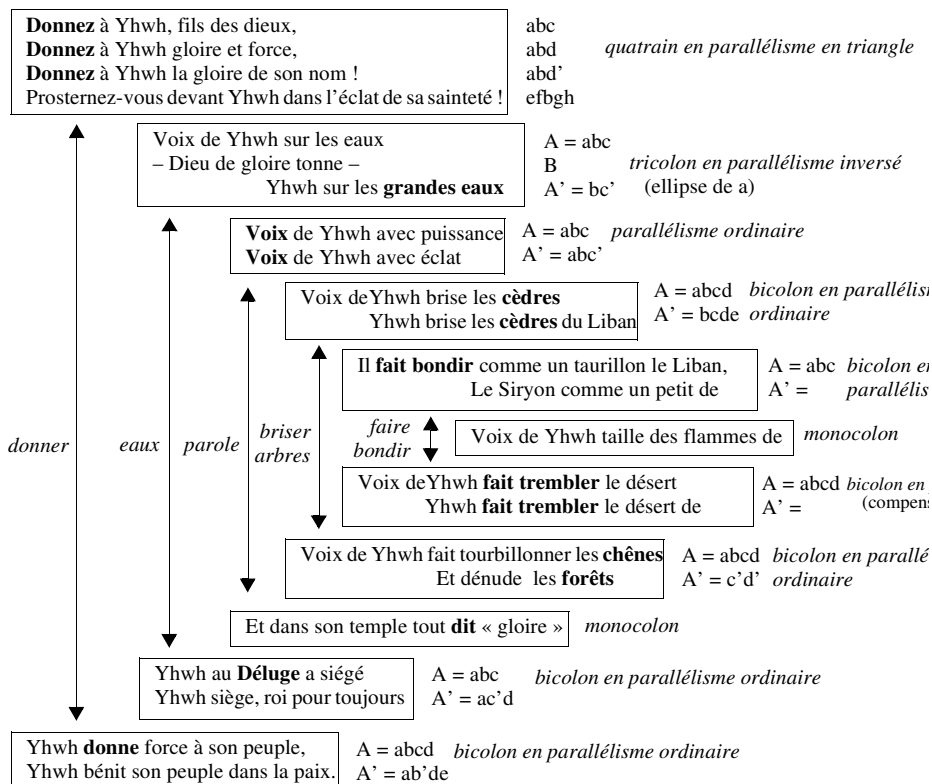 Donnez à Yhwh, fils des dieux, abc
Donnez à Yhwh gloire et force, abd quatrain en parallélisme en triangle
Donnez à Yhwh la gloire de son nom ! abd’
Prosternez-vous devant Yhwh dans l’éclat de sa sainteté ! efbgh
Voix de Yhwh sur les eaux A = abc
– Dieu de gloire tonne – B tricolon en parallélisme inversé
Yhwh sur les grandes eaux A’ = bc’ (ellipse de a)
Voix de Yhwh avec puissance A = abc parallélisme ordinaire
Voix de Yhwh avec éclat A’ = abc’
Voix deYhwh brise les cèdres A = abcd bicolon en parallélism
Yhwh brise les cèdres du Liban A’ = bcde ordinaire
Il fait bondir comme un taurillon le Liban, A = abc bicolon en
Le Siryon comme un petit de A’ = parallélis
donner eaux parole briser arbres faire bondir
Voix de Yhwh taille des flammes de monocolon
Voix deYhwh fait trembler le désert A = abcd bicolon en
Yhwh fait trembler le désert de A’ = (compens
Voix de Yhwh fait tourbillonner les chênes A = abcd bicolon en parallé
Et dénude les forêts A’ = c’d’ ordinaire
Et dans son temple tout dit « gloire » monocolon
Yhwh au Déluge a siégé A = abc bicolon en parallélisme ordinaire
Yhwh siège, roi pour toujours A’ = ac’d
Yhwh donne force à son peuple, A = abcd bicolon en parallélisme ordinaire
Yhwh bénit son peuple dans la paix. A’ = ab’de